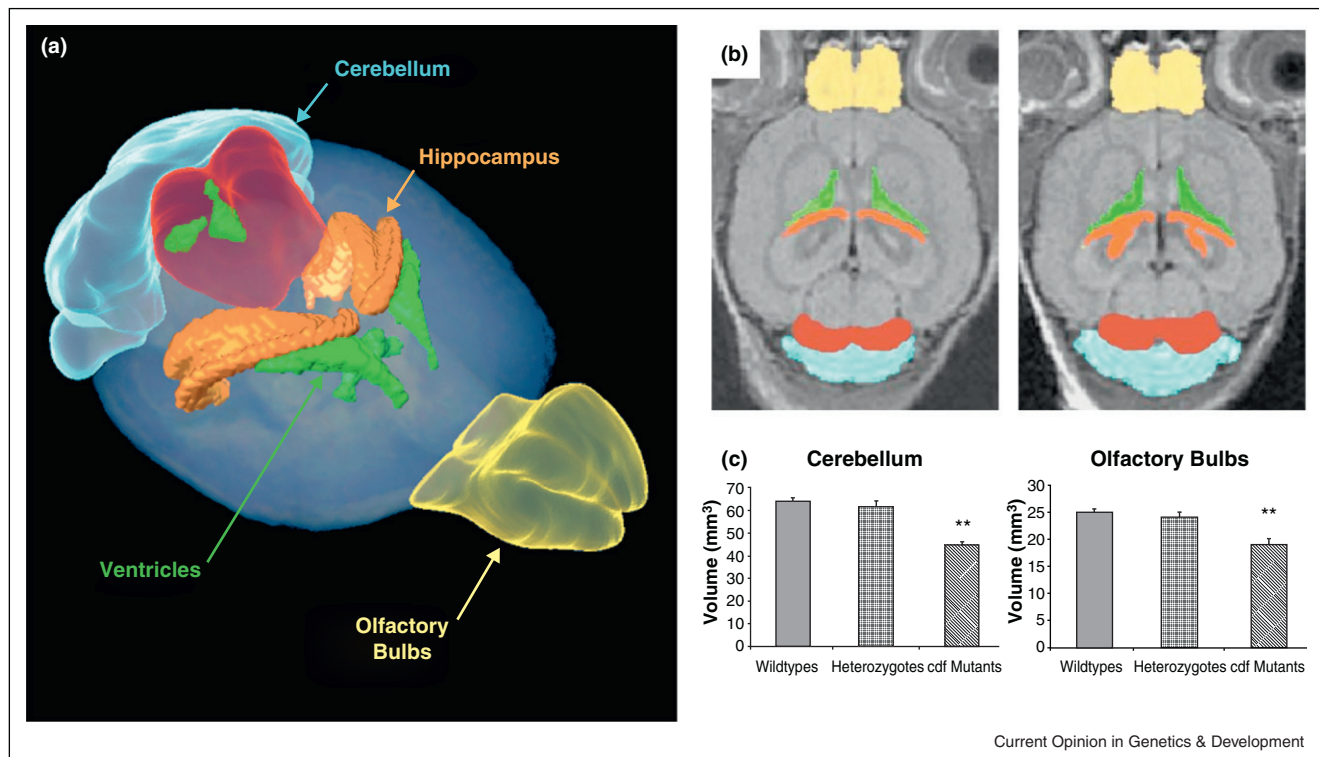 (a)
Cerebellum
Hippocampus
Ventricles
Olfactory
Bulbs
(b)
(c)
Cerebellum
Volume (mm³)
70
60
50
40
30
20
10
0
**
Wildtypes Heterozygotes cdf Mutants
Olfactory Bulbs
Volume (mm³)
30
25
20
15
10
5
0
**
Wildtypes Heterozygotes cdf Mutants
Current Opinion in Genetics & Development